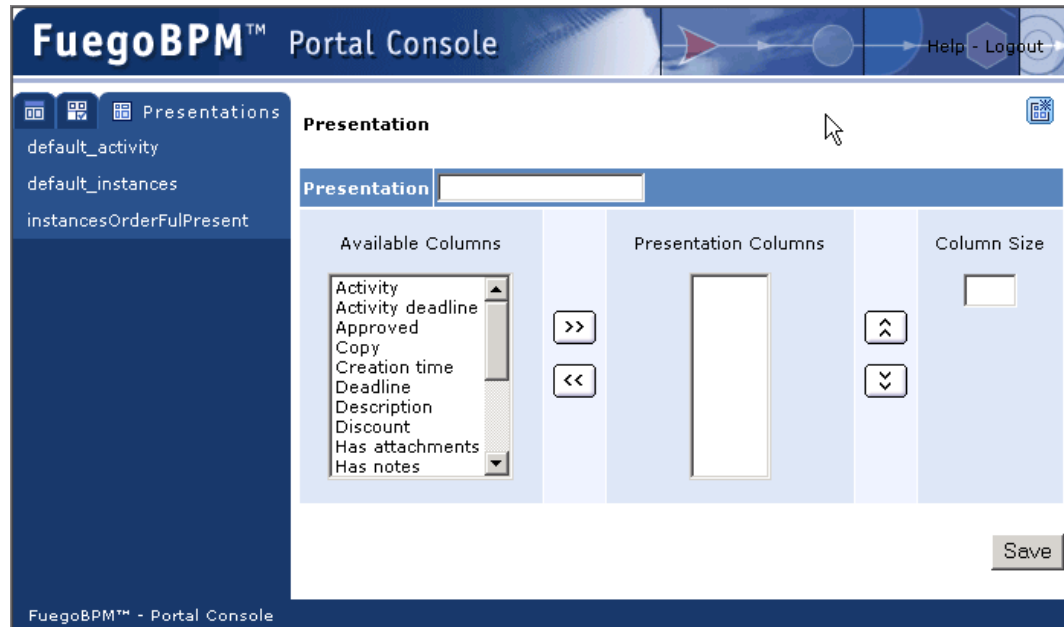 FuegoBPM™ Portal Console
Help - Logout
Presentations
default_activity
default_instances
instancesOrderFulPresent
Presentation
Presentation
Available Columns
Presentation Columns
Column Size
Activity
Activity deadline
Approved
Copy
Creation time
Deadline
Description
Discount
Has attachments
Has notes
>>
<<
Save
FuegoBPM™ - Portal Console